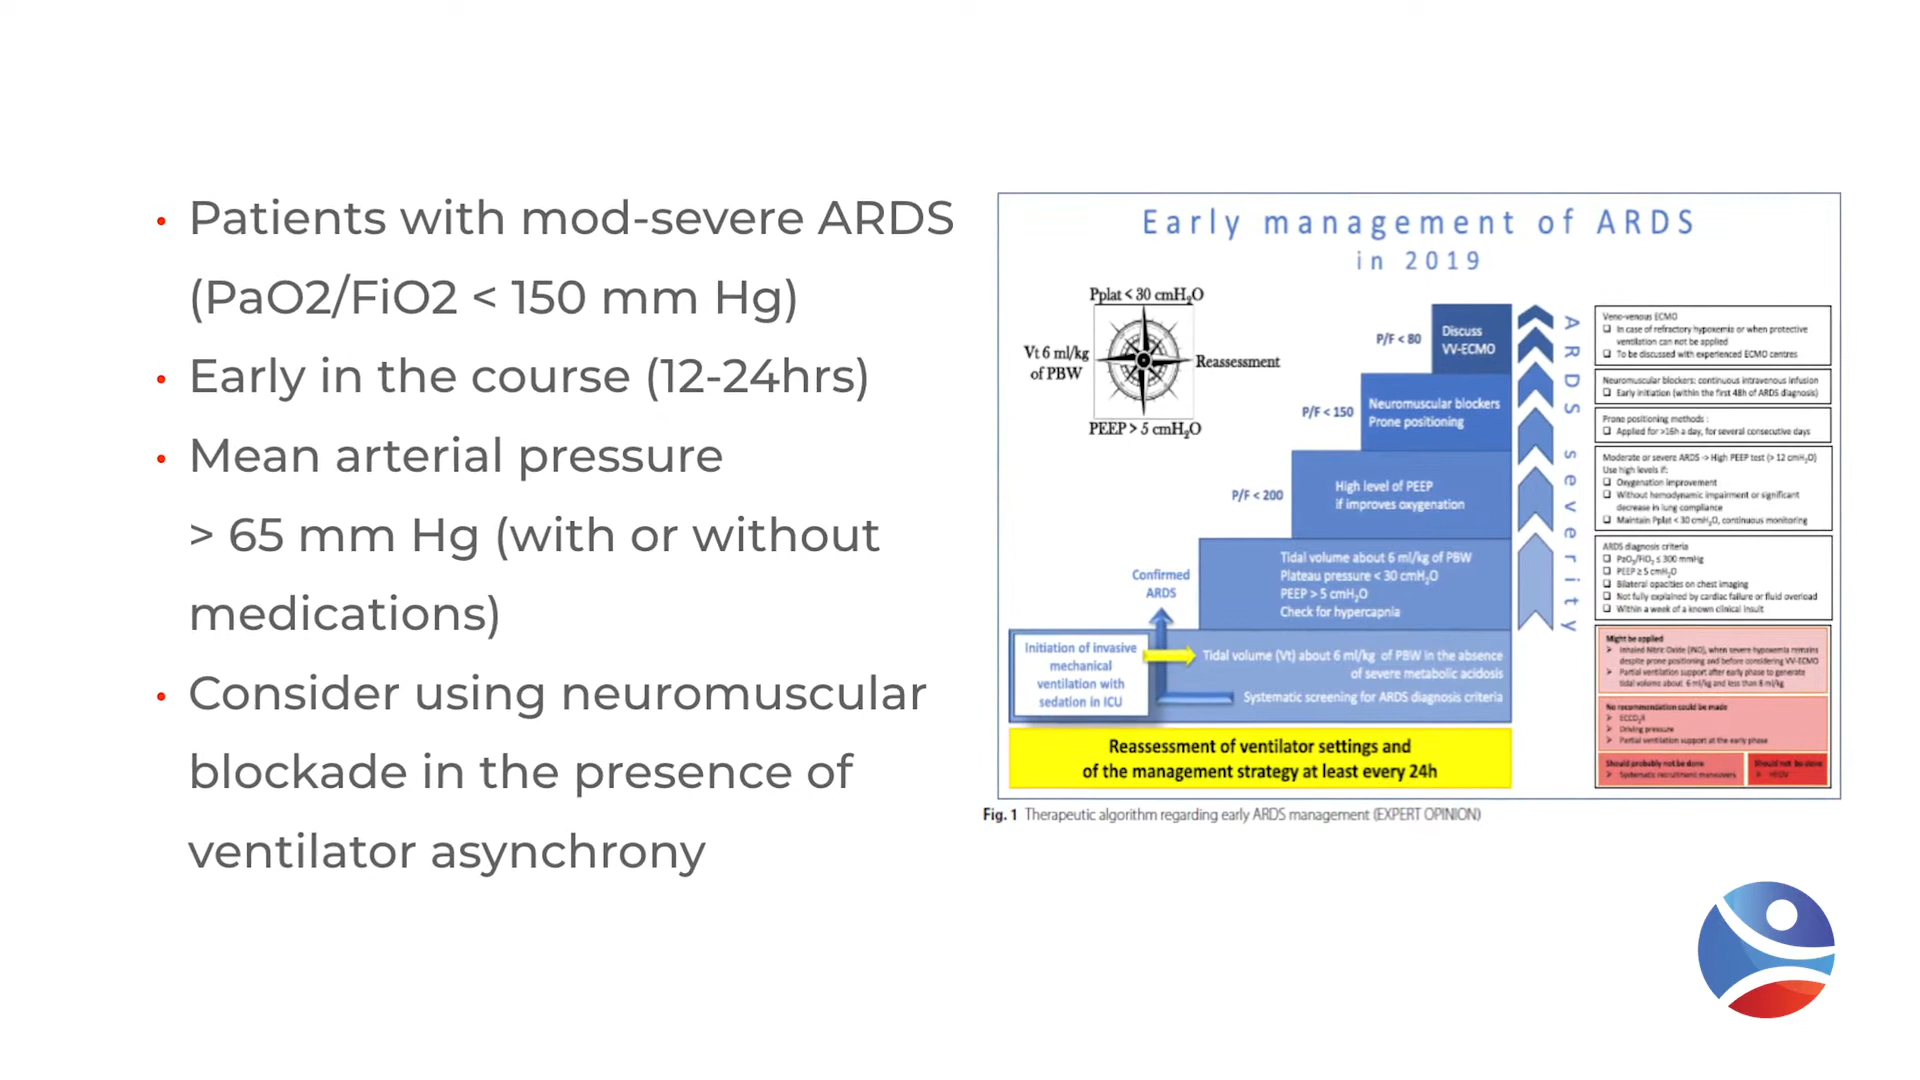 • Patients with mod-severe ARDS
(PaO2/FiO2 < 150 mm Hg)
• Early in the course (12-24hrs)
• Mean arterial pressure
> 65 mm Hg (with or without
medications)
• Consider using neuromuscular
blockade in the presence of
ventilator asynchrony
Early management of ARDS
in 2019
Pplat < 30 cmH₂O
Vt 6 ml/kg
of PBW
Reassessment
PEEP > 5 cmH₂O
P/F < 80
Discuss
VV-ECMO
P/F < 150
Neuromuscular blockers
Prone positioning
P/F < 200
High level of PEEP
if improves oxygenation
Confirmed
ARDS
Tidal volume about 6 ml/kg of PBW
Plateau pressure < 30 cmH₂O
PEEP > 5 cmH₂O
Check for hypercapnia
Initiation of invasive
mechanical
ventilation with
sedation in ICU
Tidal volume (Vt) about 6 ml/kg of PBW in the absence
of severe metabolic acidosis
Systematic screening for ARDS diagnosis criteria
Reassessment of ventilator settings and
of the management strategy at least every 24h
ARDS severity
Veno-venous ECMO
❑ In case of refractory hypoxemia or when protective
ventilation can not be applied
❑ To be discussed with experienced ECMO centres
Neuromuscular blockers: continuous intravenous infusion
❑ Early initiation (within the first 48h of ARDS diagnosis)
Prone positioning methods :
❑ Applied for >16h a day, for several consecutive days
Moderate or severe ARDS -> High PEEP test (> 12 cmH₂O)
Use high levels if:
❑ Oxygenation improvement
❑ Without hemodynamic impairment or significant
decrease in lung compliance
❑ Maintain Pplat < 30 cmH₂O, continuous monitoring
ARDS diagnosis criteria
❑ PaO₂/FiO₂ ≤ 300 mmHg
❑ PEEP ≥ 5 cmH₂O
❑ Bilateral opacities on chest imaging
❑ Not fully explained by cardiac failure or fluid overload
❑ Within a week of a known clinical insult
Might be applied
➢ Inhaled Nitric Oxide (iNO), when severe hypoxemia remains
despite prone positioning and before considering VV-ECMO
➢ Partial ventilation support after early phase to generate
tidal volume about 6 ml/kg and less than 8 ml/kg
No recommendation could be made
➢ ECCO₂R
➢ Driving pressure
➢ Partial ventilation support at the early phase
Should probably not be done
➢ Systematic recruitment maneuvers
Should not be done
➢ HFOV
Fig. 1 Therapeutic algorithm regarding early ARDS management (EXPERT OPINION)